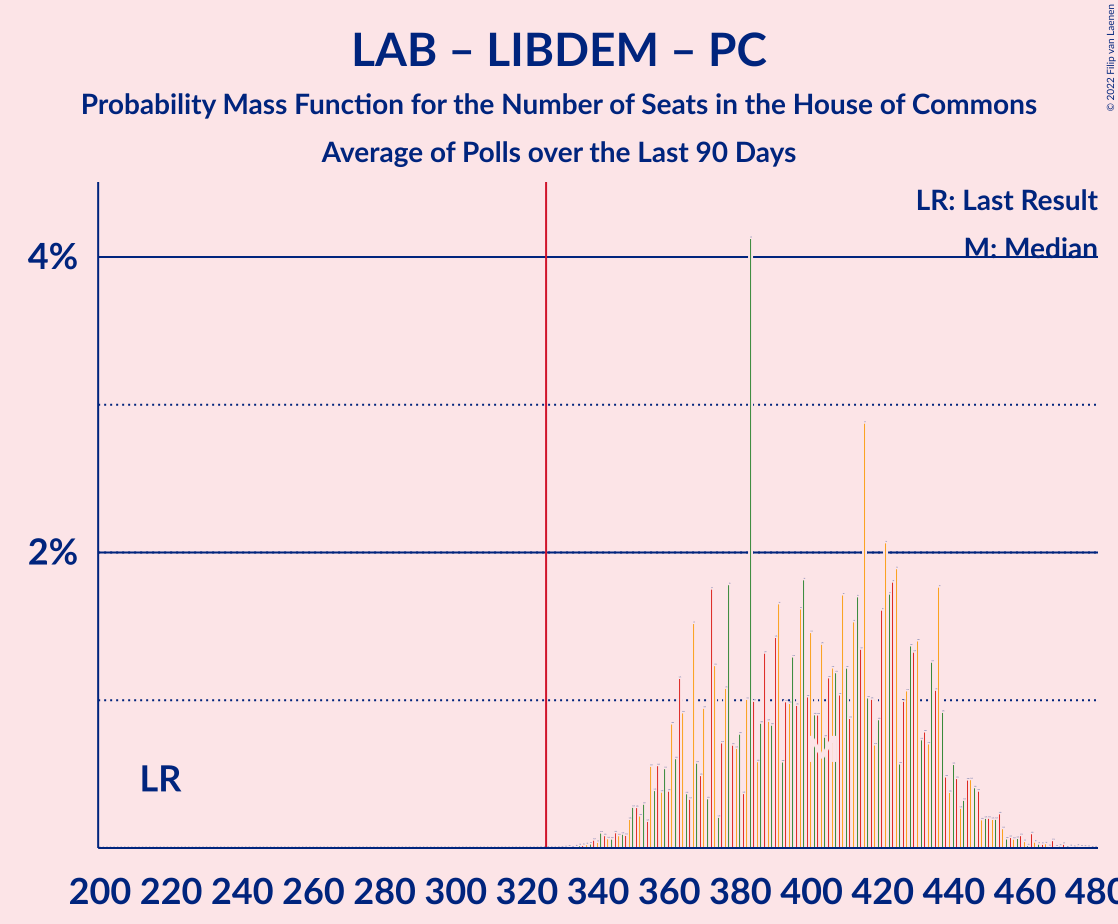 LAB – LIBDEM – PC
Probability Mass Function for the Number of Seats in the House of Commons
Average of Polls over the Last 90 Days
© 2022 Filip van Laenen
LR: Last Result
M: Median
4%
2%
LR
M
200 220 240 260 280 300 320 340 360 380 400 420 440 460 480